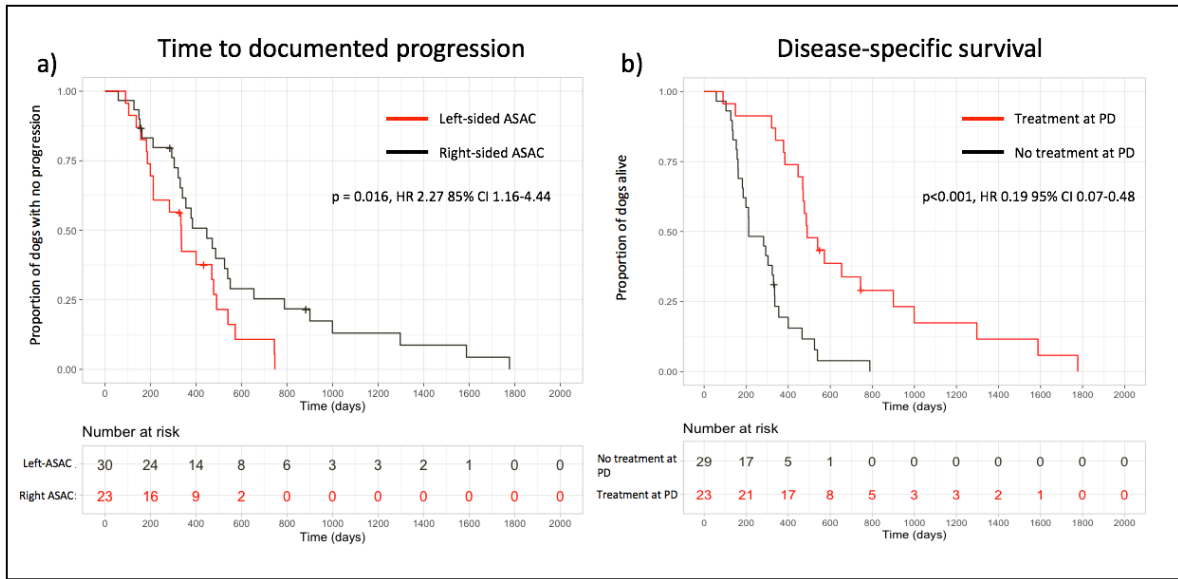 Time to documented progression
Disease-specific survival
a)
1.00
0.75
0.50
0.25
0.00
Proportion of dogs with no progression
Left-sided ASAC
Right-sided ASAC
p = 0.016, HR 2.27 85% CI 1.16-4.44
0 200 400 600 800 1000 1200 1400 1600 1800 2000
Time (days)
Number at risk
Left-ASAC 30 24 14 8 6 3 3 2 1 0 0
Right ASAC: 23 16 9 2 0 0 0 0 0 0 0
0 200 400 600 800 1000 1200 1400 1600 1800 2000
Time (days)
b)
1.00
0.75
0.50
0.25
0.00
Proportion of dogs alive
Treatment at PD
No treatment at PD
p<0.001, HR 0.19 95% CI 0.07-0.48
0 200 400 600 800 1000 1200 1400 1600 1800 2000
Time (days)
Number at risk
No treatment at
PD
29 17 5 1 0 0 0 0 0 0 0
Treatment at PD 23 21 17 8 5 3 3 2 1 0 0
0 200 400 600 800 1000 1200 1400 1600 1800 2000
Time (days)